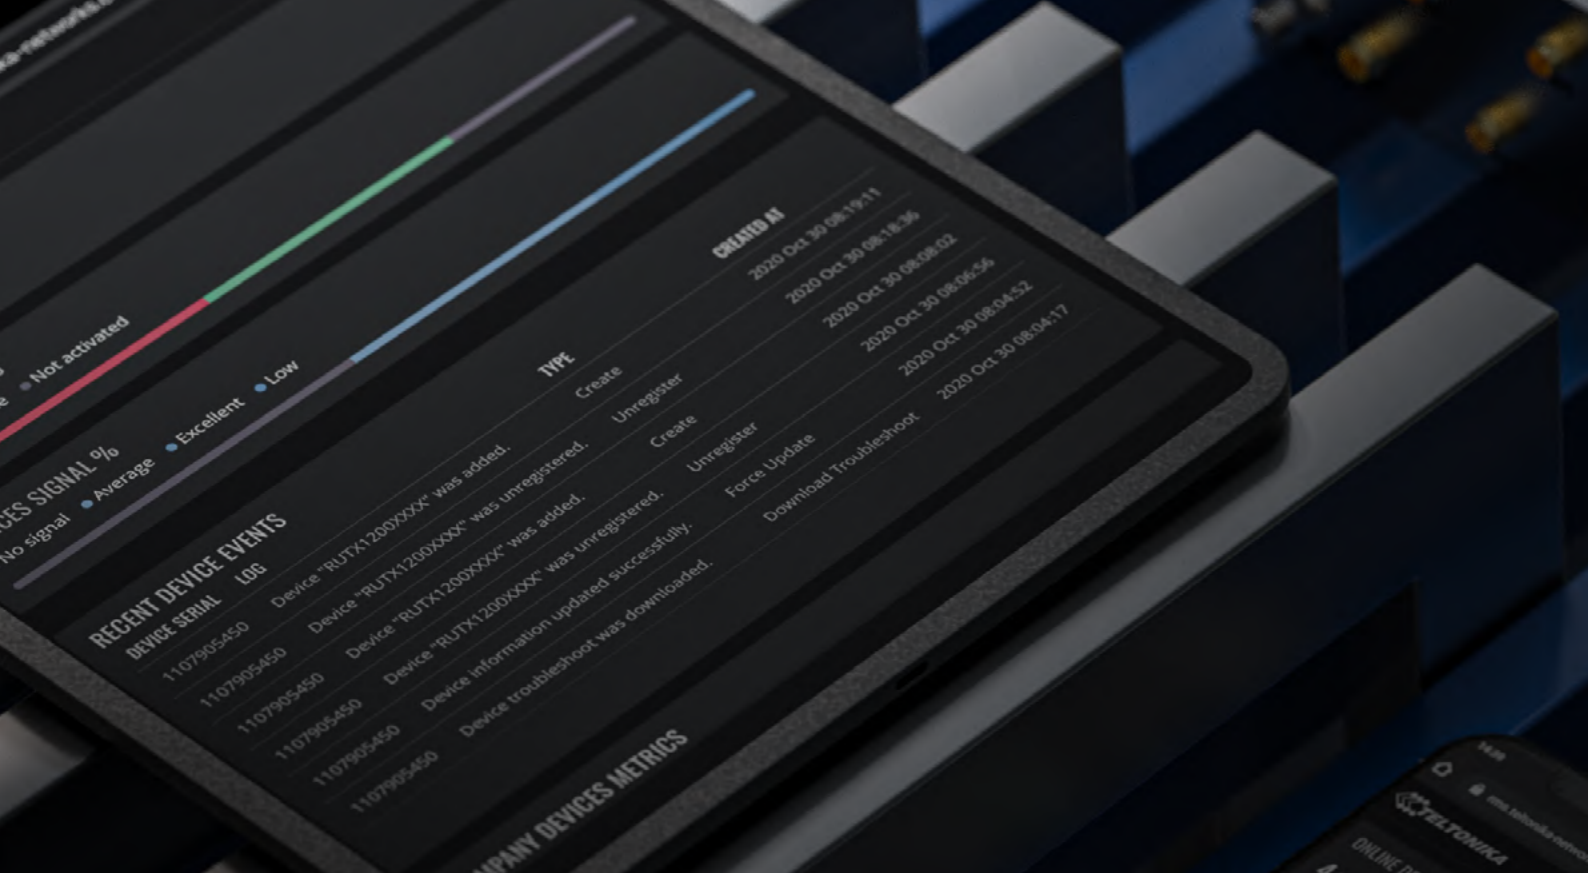 Not activated
CES SIGNAL %
No signal Average Excellent Low
RECENT DEVICE EVENTS
DEVICE SERIAL LOG TYPE CREATED AT
1107905450 Device "RUTX1200XXXX" was added. Create 2020 Oct 30 08:19:11
1107905450 Device "RUTX1200XXXX" was unregistered. Unregister 2020 Oct 30 08:18:36
1107905450 Device "RUTX1200XXXX" was added. Create 2020 Oct 30 08:08:02
1107905450 Device "RUTX1200XXXX" was unregistered. Unregister 2020 Oct 30 08:06:56
1107905450 Device information updated successfully. Force Update 2020 Oct 30 08:04:52
1107905450 Device troubleshoot was downloaded. Download Troubleshoot 2020 Oct 30 08:04:17
MPANY DEVICES METRICS
TELTONIKA
ONLINE